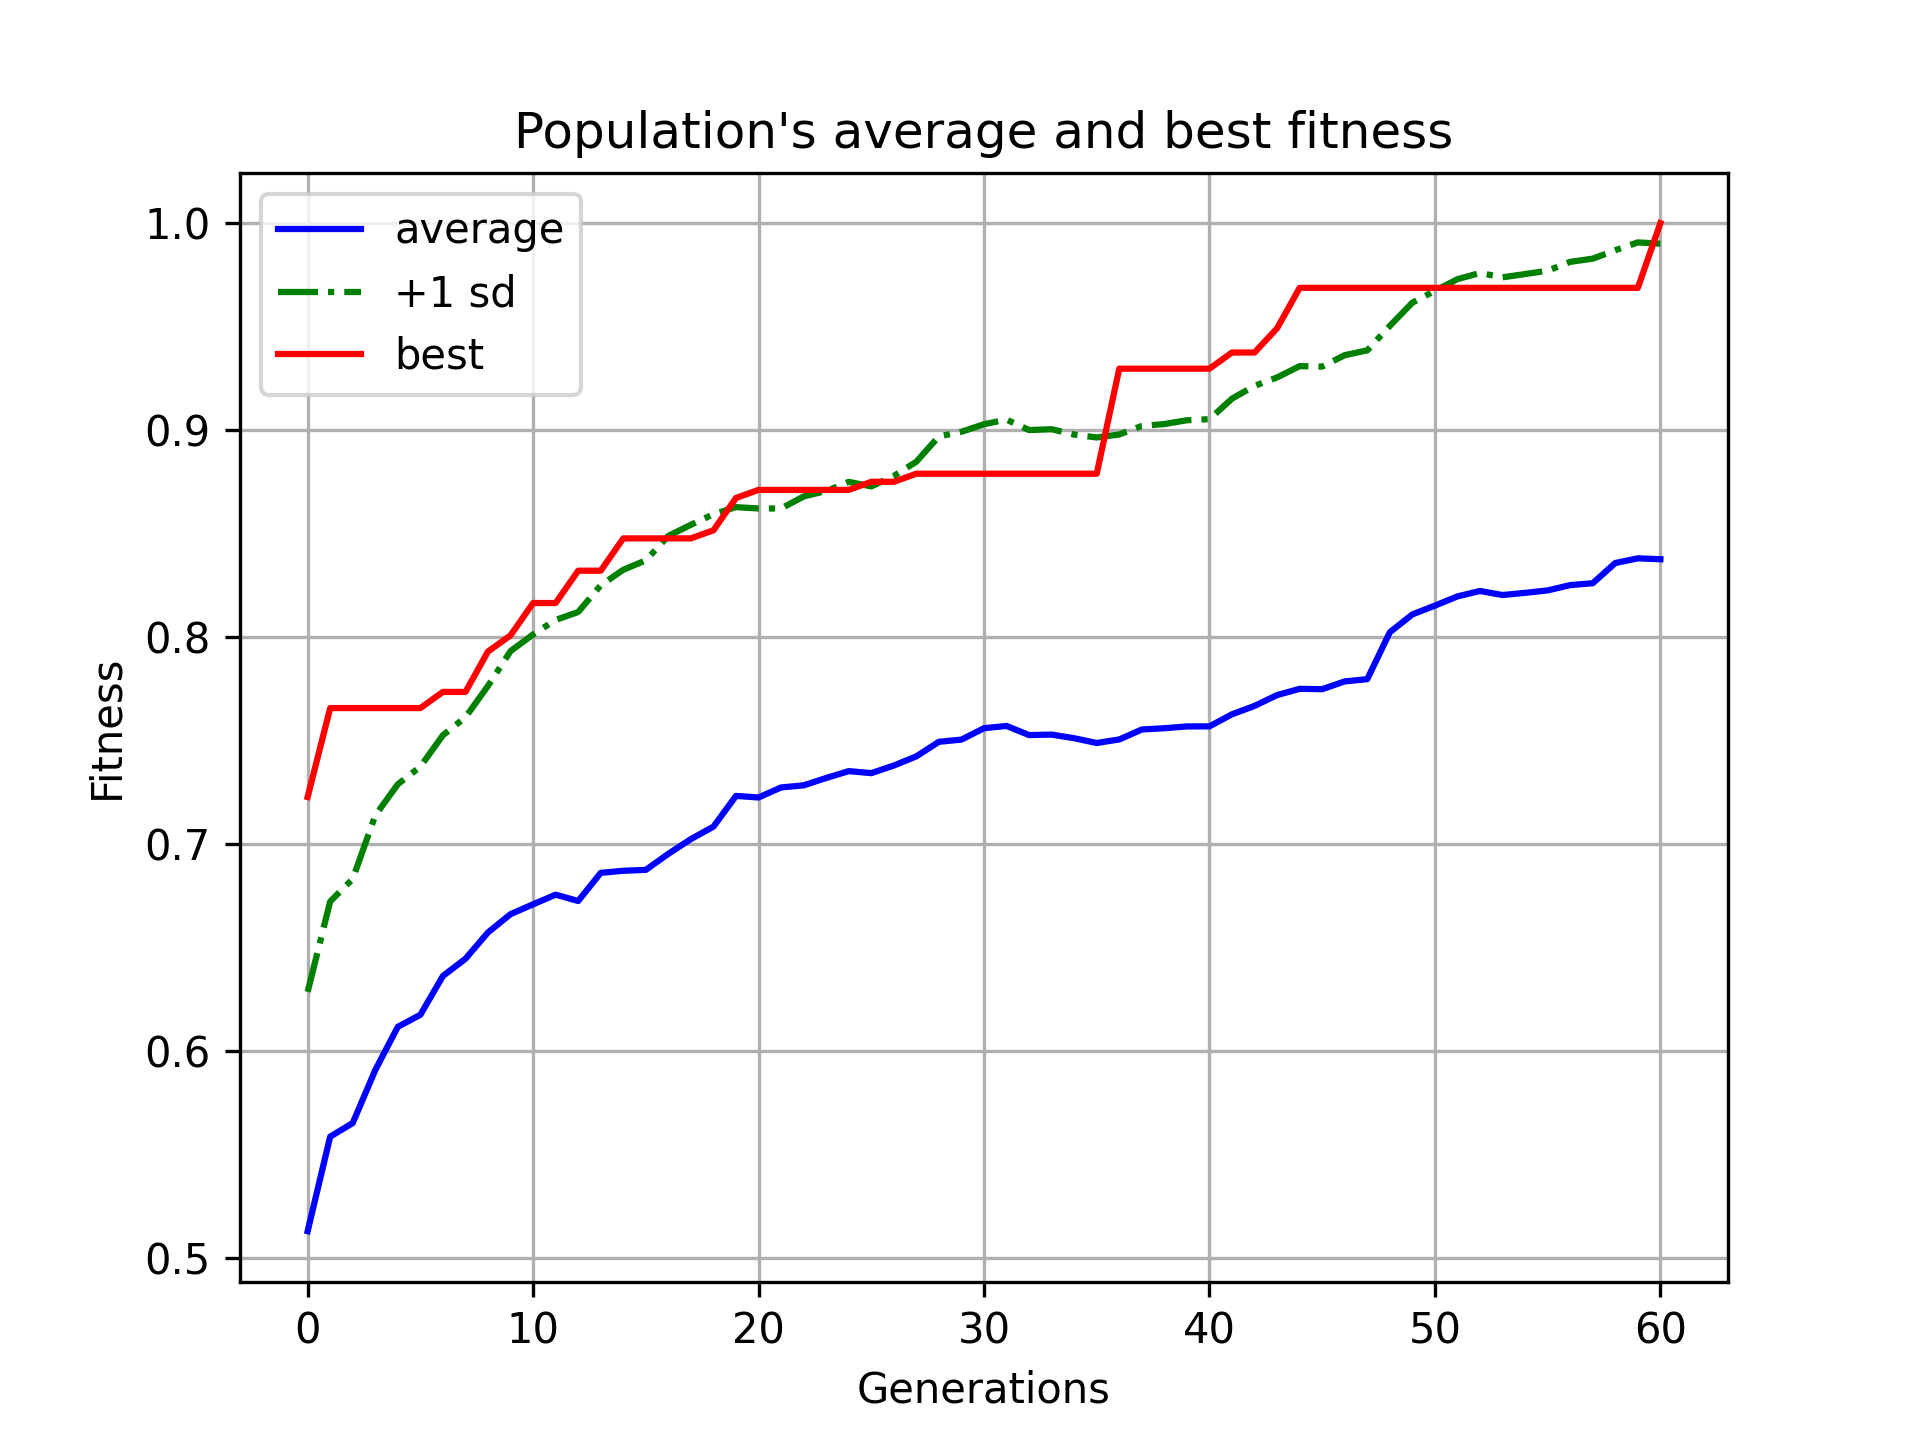 Population's average and best fitness
average
+1 sd
best
1.0
0.9
0.8
0.7
0.6
0.5
Fitness
0 10 20 30 40 50 60
Generations